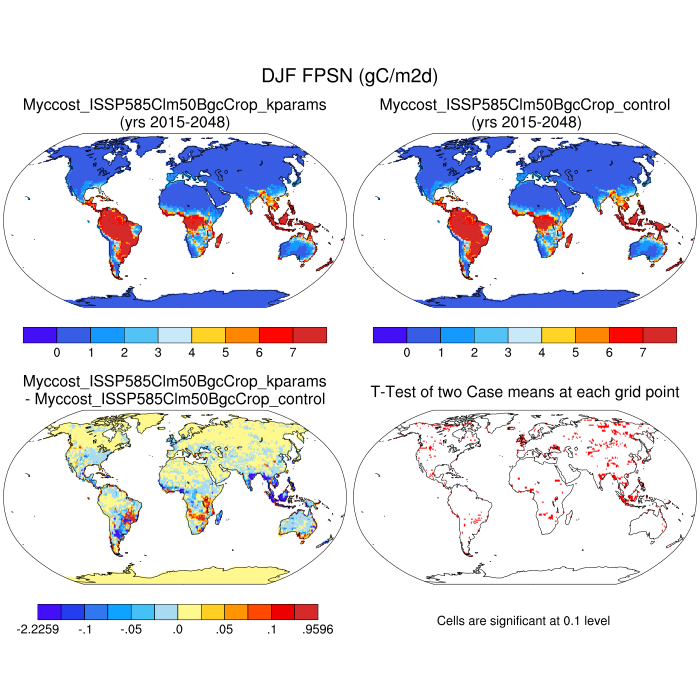 DJF FPSN (gC/m2d)
Myccost_ISSP585Clm50BgcCrop_kparams
(yrs 2015-2048)
Myccost_ISSP585Clm50BgcCrop_control
(yrs 2015-2048)
0 1 2 3 4 5 6 7
0 1 2 3 4 5 6 7
Myccost_ISSP585Clm50BgcCrop_kparams
- Myccost_ISSP585Clm50BgcCrop_control
T-Test of two Case means at each grid point
-2.2259 -.1 -.05 .0 .05 .1 .9596
Cells are significant at 0.1 level